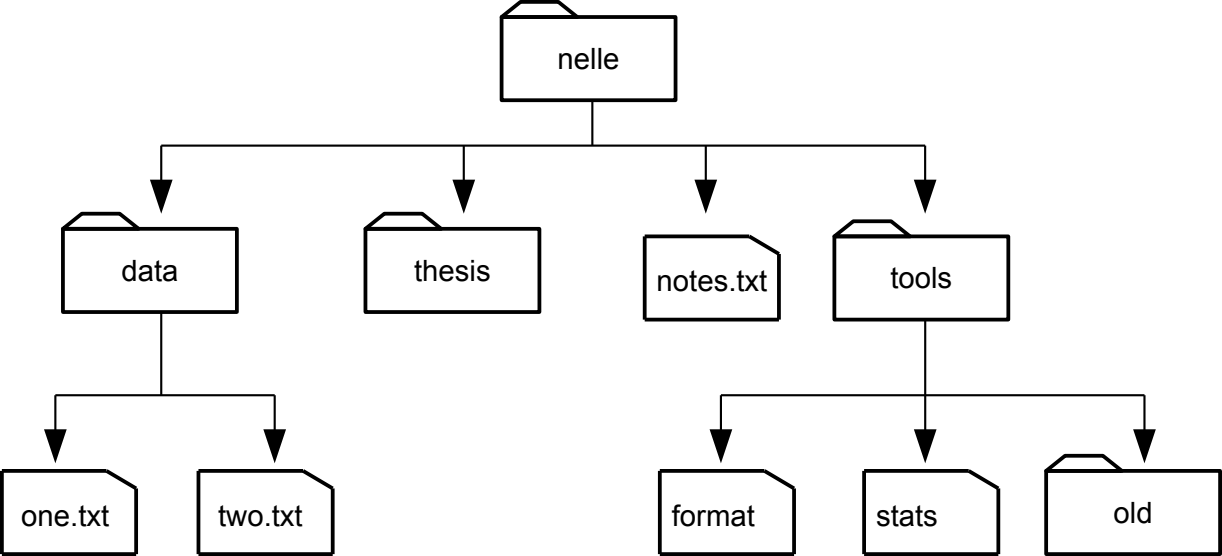 nelle
data
thesis
notes.txt
tools
one.txt
two.txt
format
stats
old